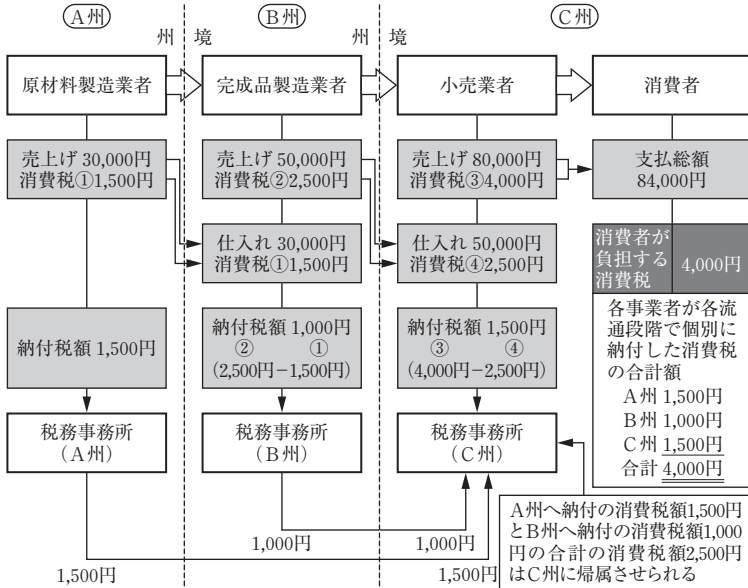 A州
B州
C州
州 境
州 境
原材料製造業者
完成品製造業者
小売業者
消費者
売上げ 30,000円
消費税①1,500円
売上げ 50,000円
消費税②2,500円
売上げ 80,000円
消費税③4,000円
支払総額
84,000円
仕入れ 30,000円
消費税①1,500円
仕入れ 50,000円
消費税④2,500円
消費者が
負担する
消費税
4,000円
納付税額 1,500円
納付税額 1,000円
② ①
(2,500円−1,500円)
納付税額 1,500円
③ ④
(4,000円−2,500円)
各事業者が各流
通段階で個別に
納付した消費税
の合計額
A州 1,500円
B州 1,000円
C州 1,500円
合計 4,000円
税務事務所
(A州)
税務事務所
(B州)
税務事務所
(C州)
A州へ納付の消費税額1,500円
とB州へ納付の消費税額1,000
円の合計の消費税額2,500円
はC州に帰属させられる
1,000円
1,000円
1,500円
1,500円